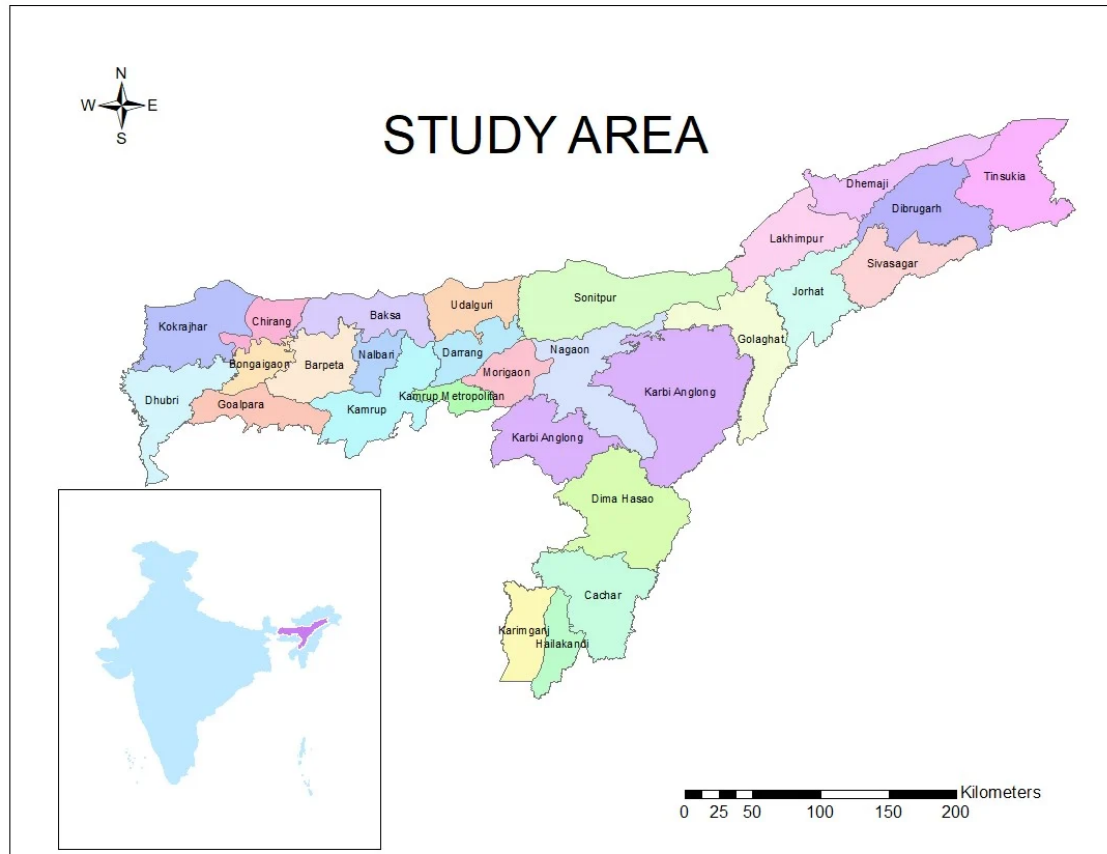 N
W E
S
STUDY AREA
Tinsukia
Dhemaji
Dibrugarh
Lakhimpur
Sivasagar
Jorhat
Sonitpur
Udalguri
Baksa
Chirang
Kokrajhar
Golaghat
Nagaon
Darrang
Nalbari
Barpeta
Bongaigaon
Morigaon
Karbi Anglong
Kamrup Metropolitan
Dhubri
Goalpara
Kamrup
Karbi Anglong
Dima Hasao
Cachar
Karimganj
Hailakandi
Kilometers
0 25 50 100 150 200